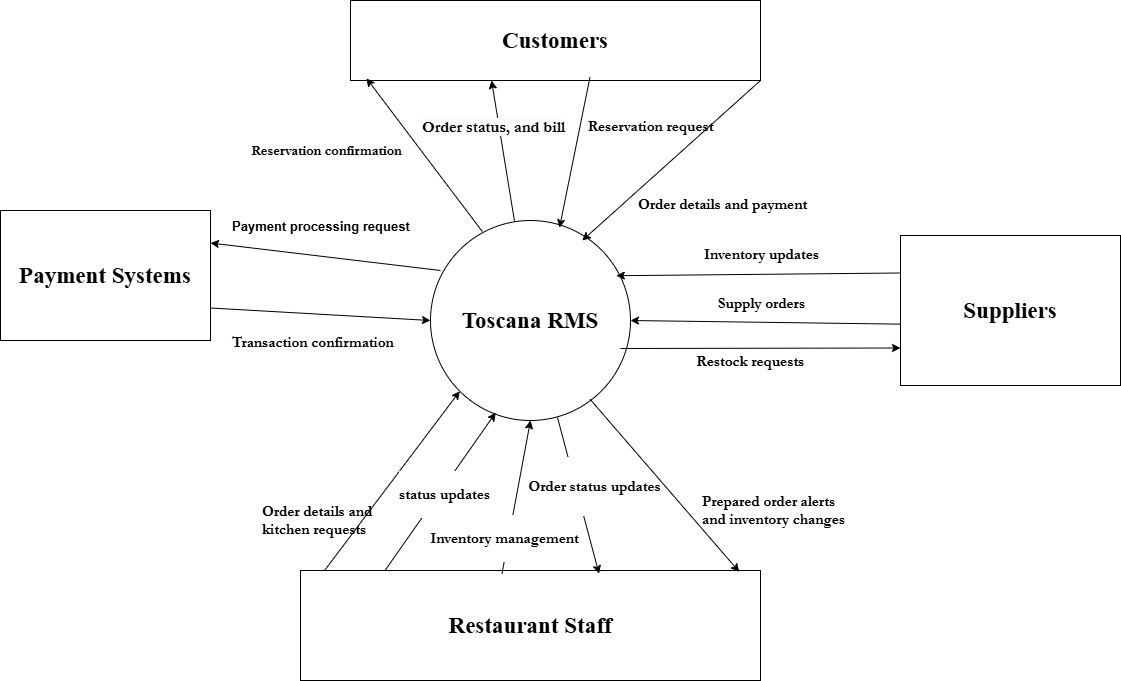 Customers
Order status, and bill
Reservation request
Reservation confirmation
Order details and payment
Payment processing request
Inventory updates
Payment Systems
Supply orders
Suppliers
Toscana RMS
Transaction confirmation
Restock requests
Order status updates
status updates
Prepared order alerts
and inventory changes
Order details and
kitchen requests
Inventory management
Restaurant Staff